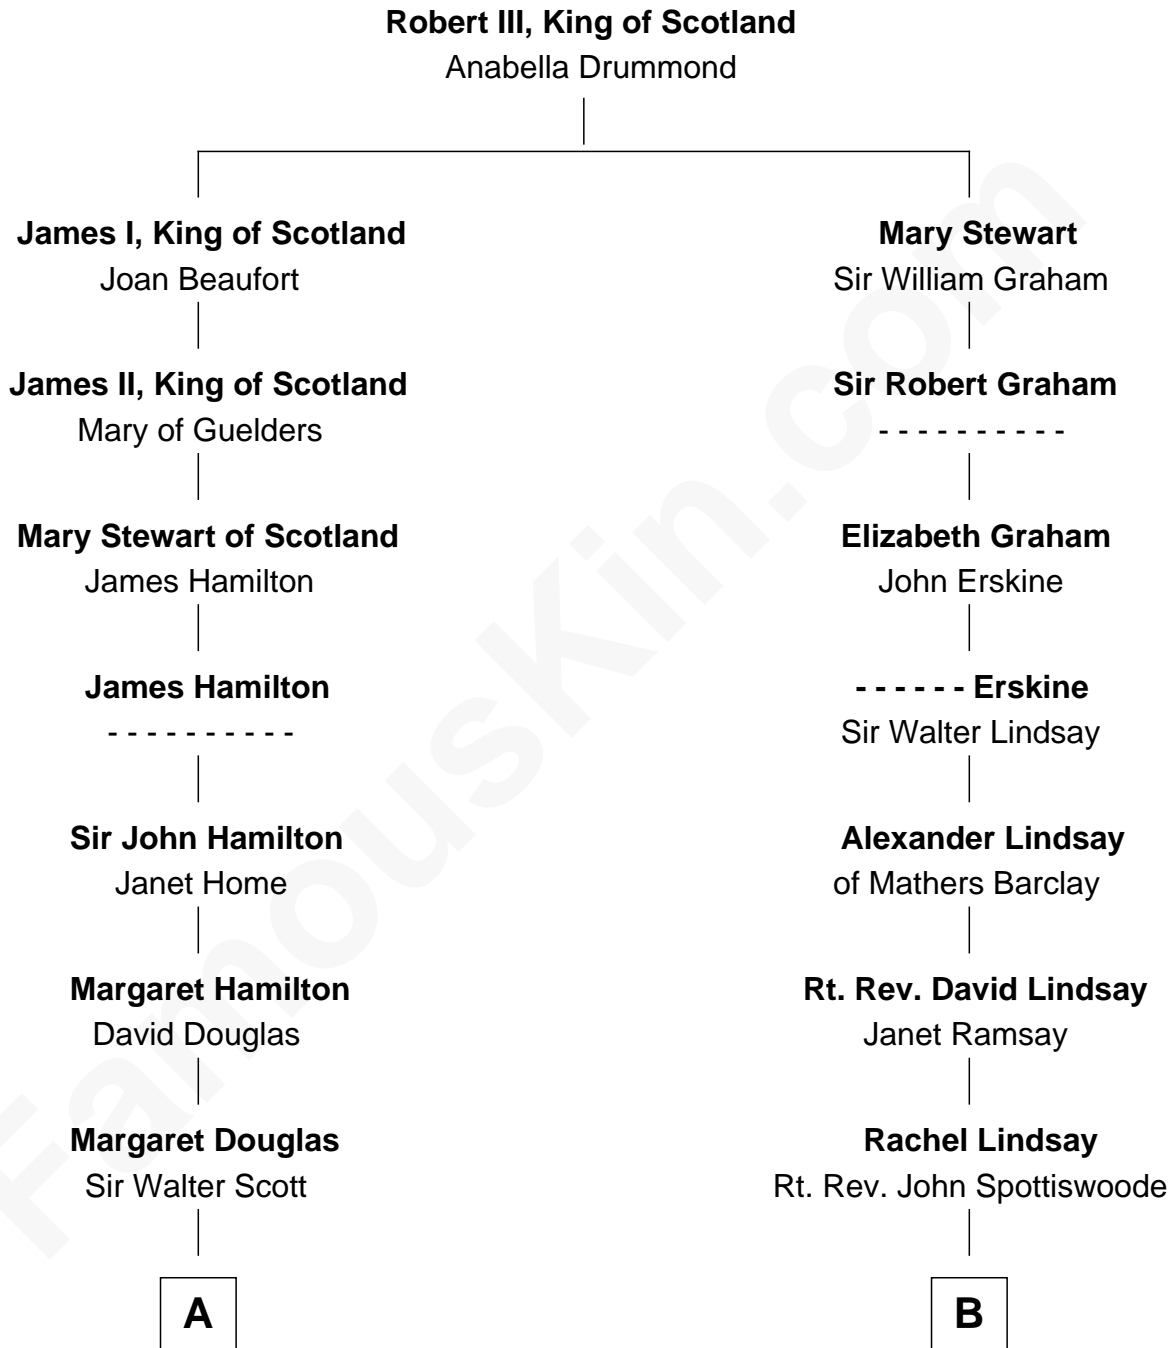 Robert III, King of Scotland
Anabella Drummond
James I, King of Scotland
Joan Beaufort
James II, King of Scotland
Mary of Guelders
Mary Stewart of Scotland
James Hamilton
James Hamilton
- - - - - - - - - -
Sir John Hamilton
Janet Home
Margaret Hamilton
David Douglas
Margaret Douglas
Sir Walter Scott
A
Mary Stewart
Sir William Graham
Sir Robert Graham
- - - - - - - - - -
Elizabeth Graham
John Erskine
- - - - - - Erskine
Sir Walter Lindsay
Alexander Lindsay
of Mathers Barclay
Rt. Rev. David Lindsay
Janet Ramsay
Rachel Lindsay
Rt. Rev. John Spottiswoode
B
FamousKin.com